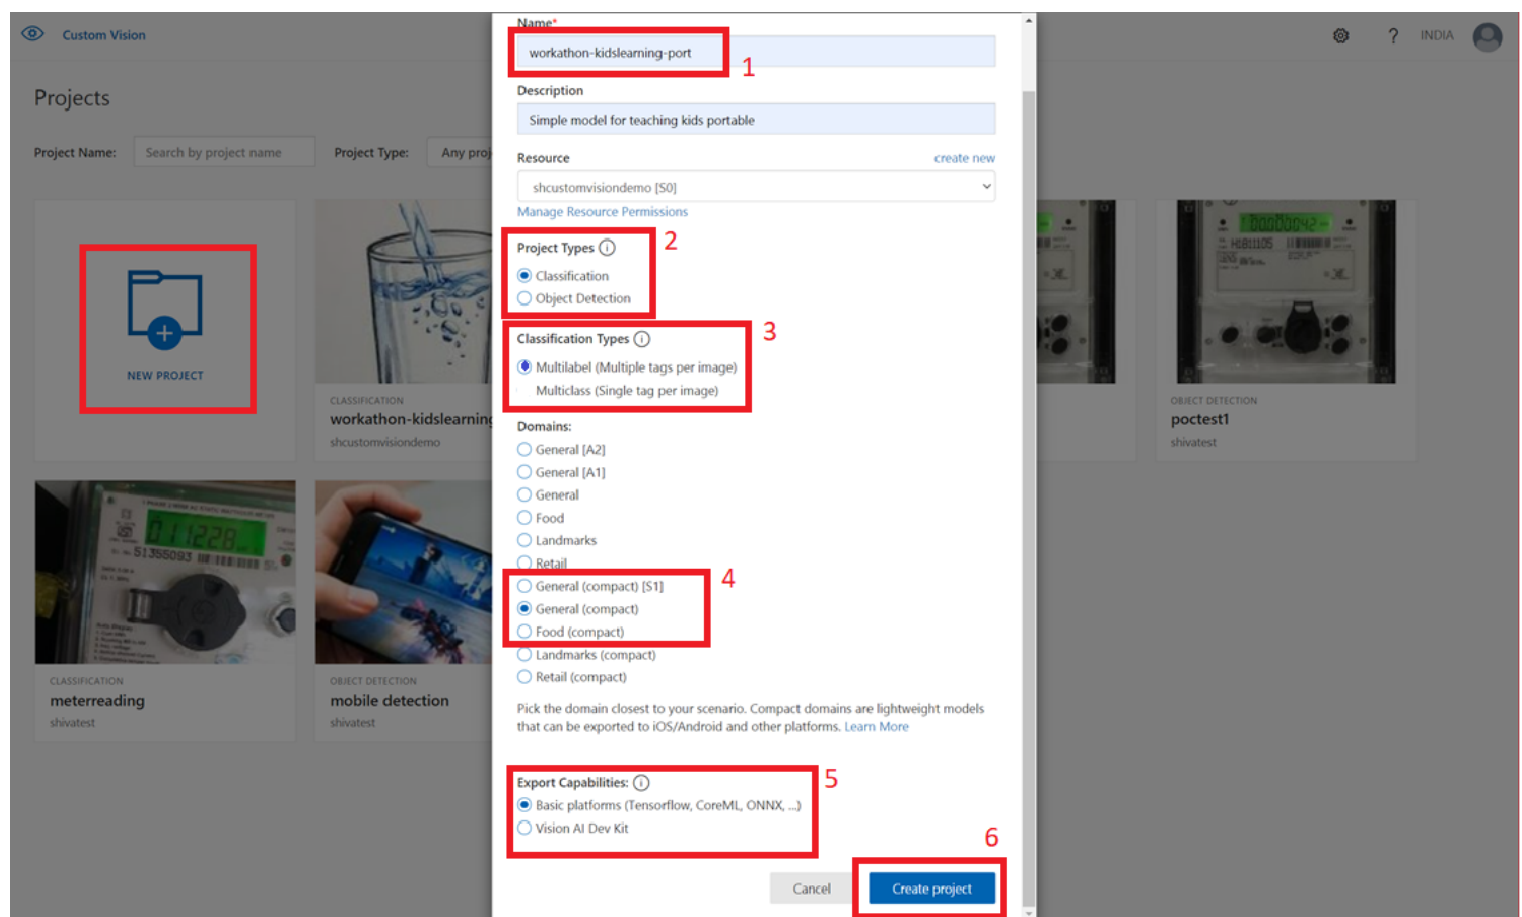 Custom Vision
INDIA
Projects
Project Name:
Search by project name
Project Type:
Any proj
NEW PROJECT
CLASSIFICATION
workathon-kidslearning
shcustomvisiondemo
OBJECT DETECTION
poctest1
shivatest
CLASSIFICATION
meterreading
shivatest
OBJECT DETECTION
mobile detection
shivatest
011228
51355093
H1811105
Name*
workathon-kidslearning-port
1
Description
Simple model for teaching kids portable
Resource
create new
shcustomvisiondemo [S0]
Manage Resource Permissions
Project Types
2
Classification
Object Detection
Classification Types
3
Multilabel (Multiple tags per image)
Multiclass (Single tag per image)
Domains:
General [A2]
General [A1]
General
Food
Landmarks
Retail
General (compact) [S1]
4
General (compact)
Food (compact)
Landmarks (compact)
Retail (compact)
Pick the domain closest to your scenario. Compact domains are lightweight models
that can be exported to iOS/Android and other platforms. Learn More
Export Capabilities:
5
Basic platforms (Tensorflow, CoreML, ONNX, ...)
Vision AI Dev Kit
6
Cancel
Create project